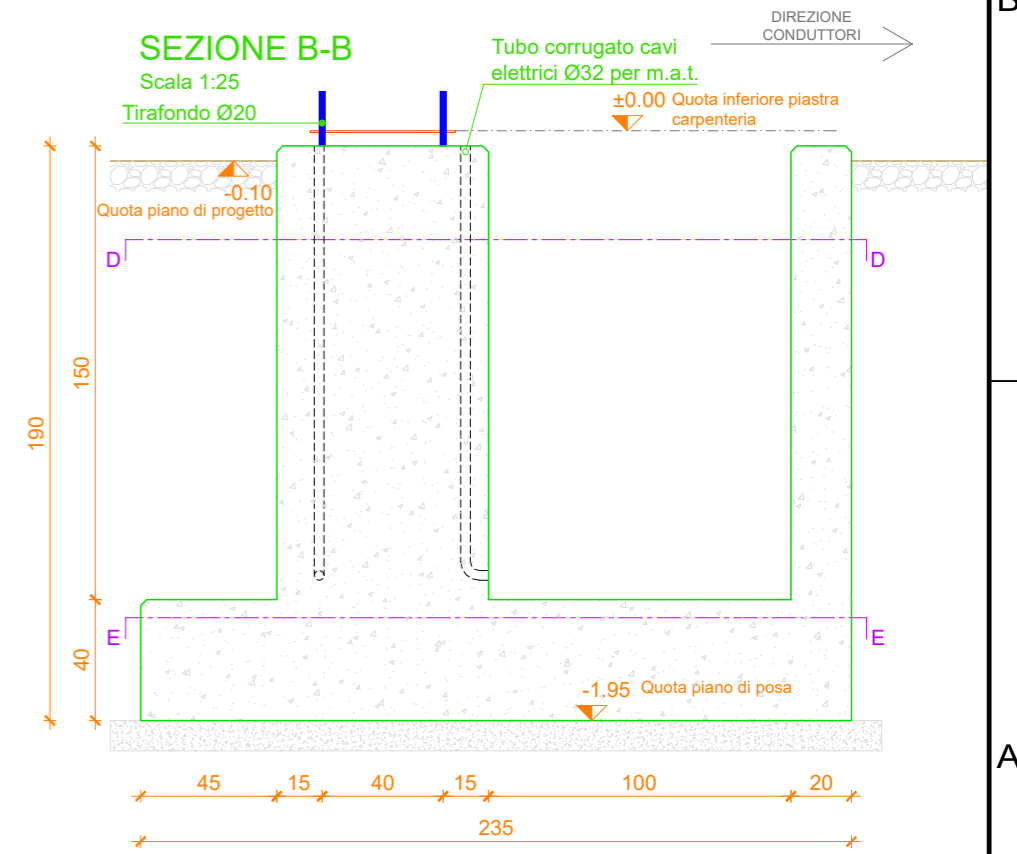 B
DIREZIONE
CONDUTTORI
SEZIONE B-B
Scala 1:25
Tirafondo Ø20
Tubo corrugato cavi
elettrici Ø32 per m.a.t.
±0.00 Quota inferiore piastra
carpenteria
-0.10
Quota piano di progetto
D
D
150
190
E
E
40
-1.95 Quota piano di posa
A
45
15
40
15
100
20
235